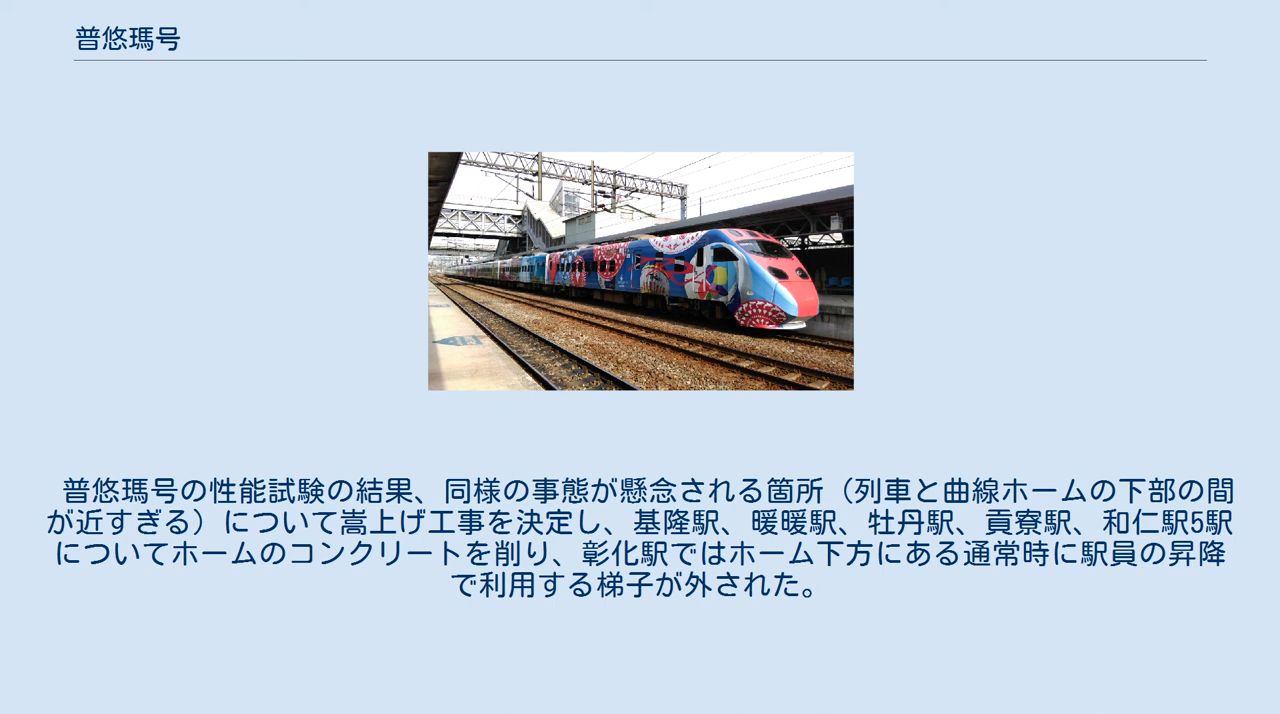 普悠瑪号
普悠瑪号の性能試験の結果、同様の事態が懸念される箇所（列車と曲線ホームの下部の間
が近すぎる）について嵩上げ工事を決定し、基隆駅、暖暖駅、牡丹駅、貢寮駅、和仁駅5駅
についてホームのコンクリートを削り、彰化駅ではホーム下方にある通常時に駅員の昇降
で利用する梯子が外された。